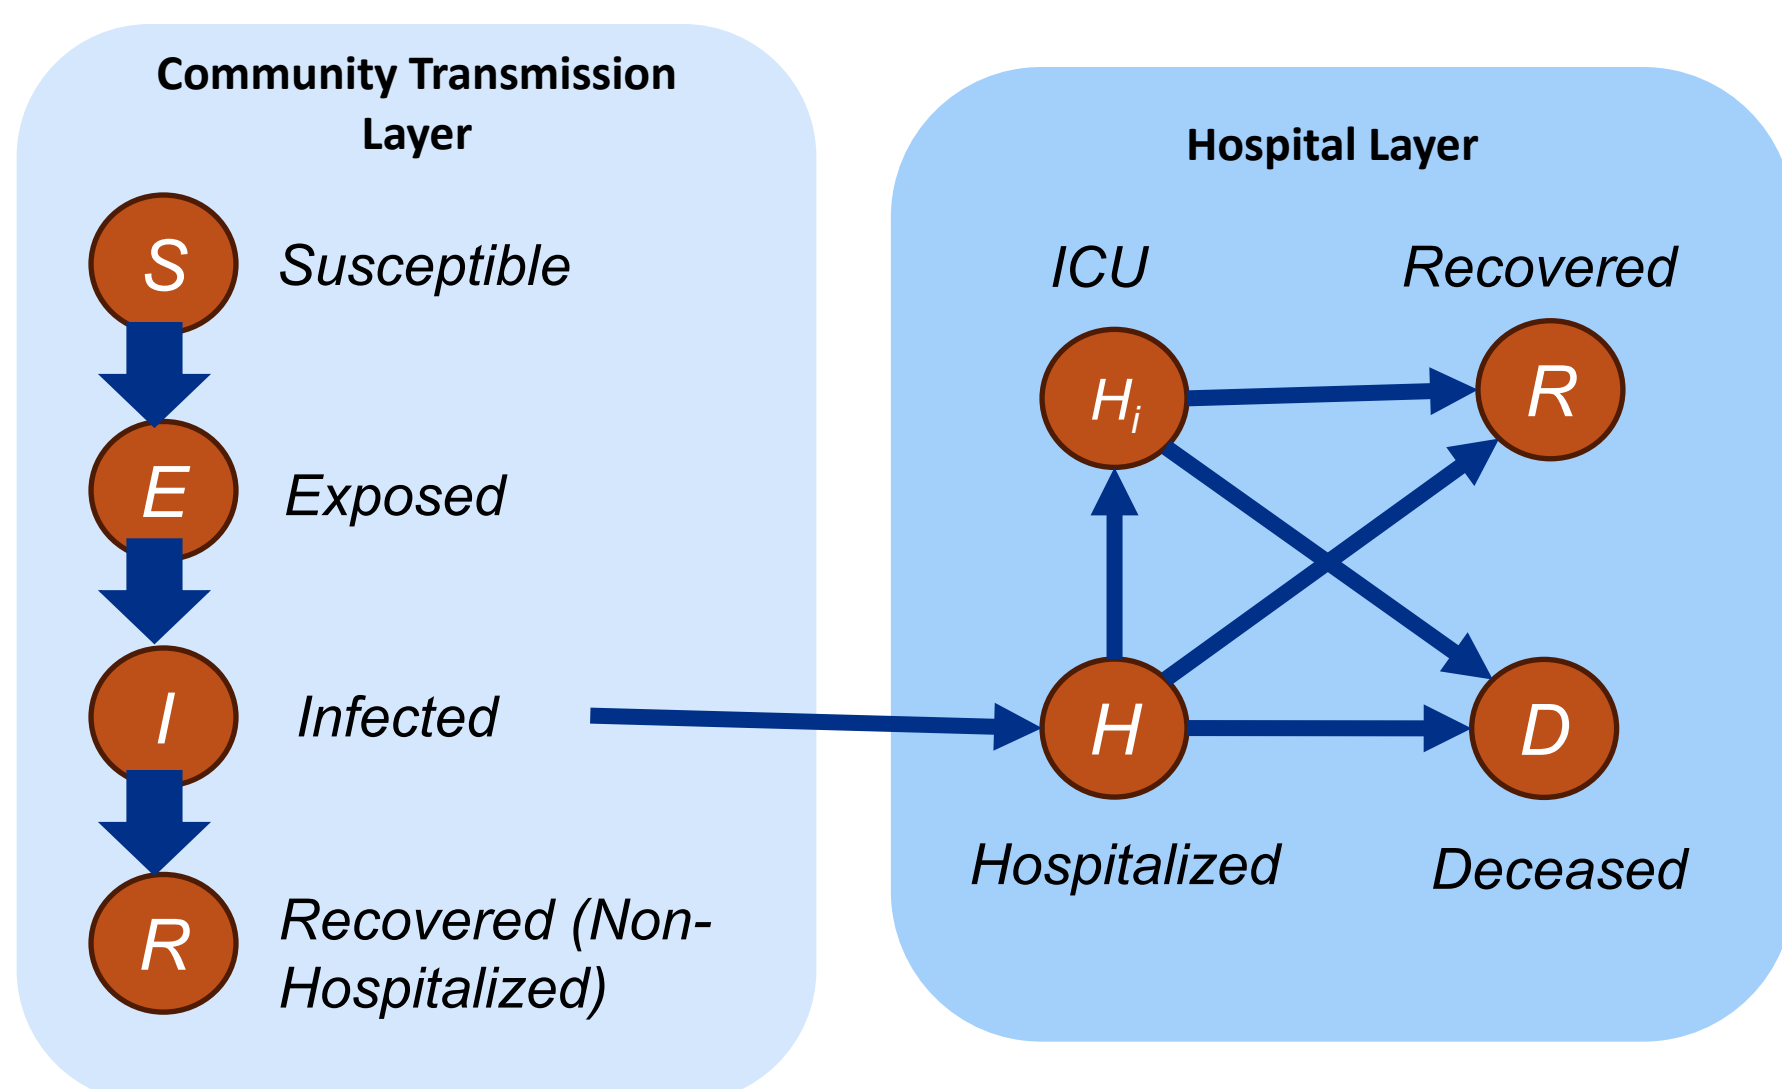 Community Transmission
Layer
S
Susceptible
E
Exposed
I
Infected
R
Recovered (Non-
Hospitalized)
Hospital Layer
ICU
Recovered
Hi
R
H
D
Hospitalized
Deceased